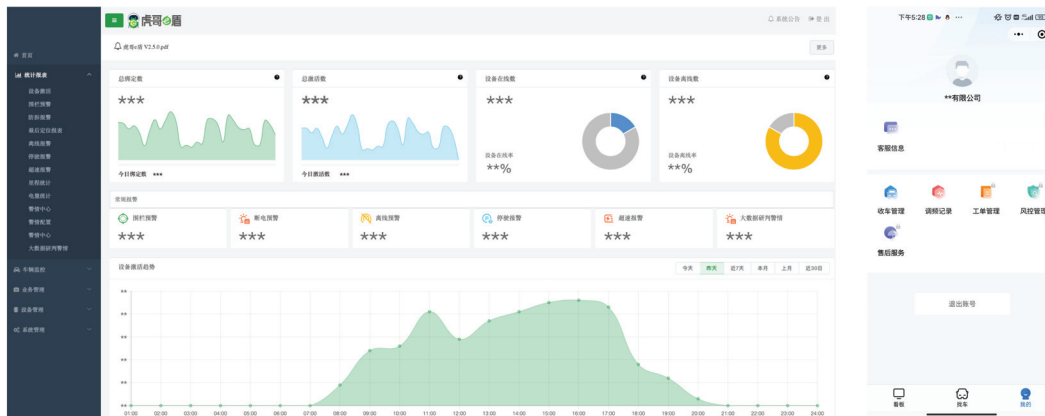 虎哥e盾
系统公告
登出
虎哥e盾 V2.5.0.pdf
更多
首页
统计报表
设备激活
围栏预警
防拆报警
最后定位报表
离线报警
停驶报警
超速报警
里程统计
电量统计
警情中心
警情配置
警情中心
大数据研判警情
车辆监控
业务管理
设备管理
系统管理
总绑定数
***
今日绑定数 ***
总激活数
***
今日激活数 ***
设备在线数
***
设备在线率
**%
设备离线数
***
设备离线率
**%
常规报警
围栏预警
***
断电预警
***
离线预警
***
停驶报警
***
超速报警
***
大数据研判警情
***
设备激活趋势
今天 昨天 近7天 本月 上月 近30日
**
**
**
**
**
**
01:00 02:00 03:00 04:00 05:00 06:00 07:00 08:00 09:00 10:00 11:00 12:00 13:00 14:00 15:00 16:00 17:00 18:00 19:00 20:00 21:00 22:00 23:00 24:00
下午5:28
**有限公司
客服信息
收车管理 调频记录 工单管理 风控管理
售后服务
退出账号
看板 找车 我的